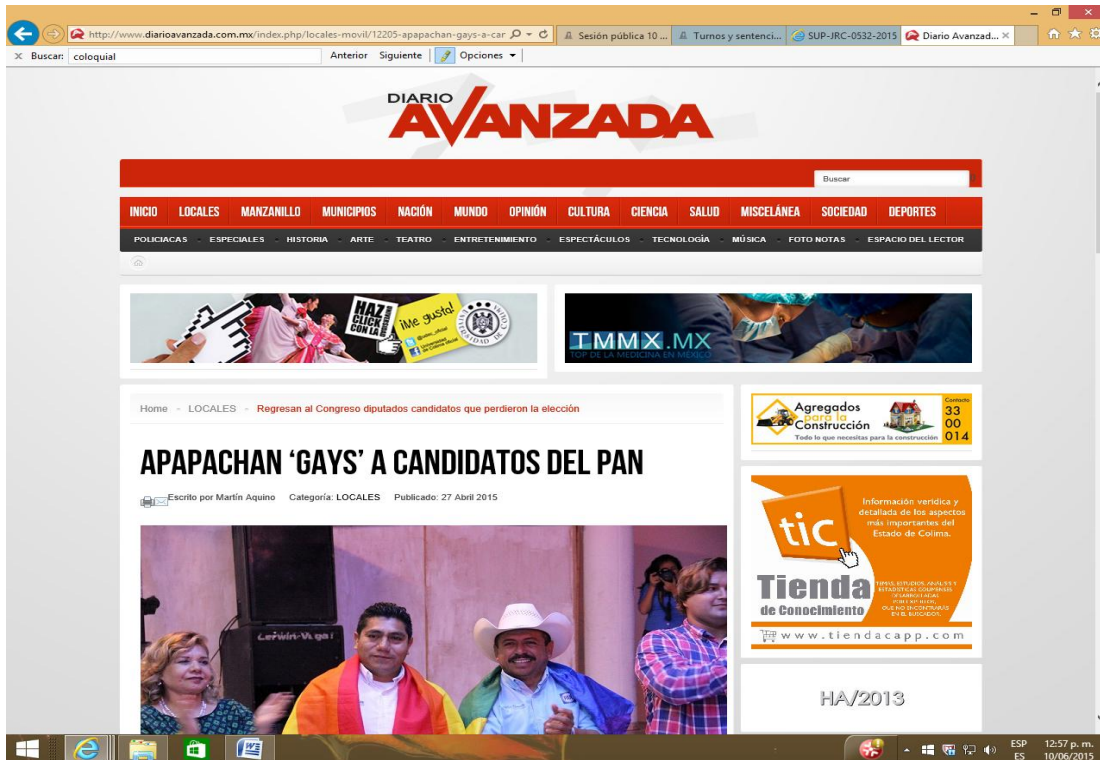 http://www.diarioavanzada.com.mx/index.php/locales-movil/12205-apapachan-gays-a-car
Sesión pública 10 ...
Turnos y sentenci...
SUP-JRC-0532-2015
Diario Avanzad...
Buscar: coloquial
Anterior Siguiente
Opciones
DIARIO
AVANZADA
Buscar
INICIO LOCALES MANZANILLO MUNICIPIOS NACIÓN MUNDO OPINIÓN CULTURA CIENCIA SALUD MISCELÁNEA SOCIEDAD DEPORTES
POLICIACAS ESPECIALES HISTORIA ARTE TEATRO ENTRETENIMIENTO ESPECTÁCULOS TECNOLOGÍA MÚSICA FOTO NOTAS ESPACIO DEL LECTOR
HAZ
CLICK
CON LA
¡Me gusta!
TMMX.MX
TOP DE LA MEDICINA EN MÉXICO
Home - LOCALES - Regresan al Congreso diputados candidatos que perdieron la elección
Agregados
para la
Construcción
Todo lo que necesitas para la construcción
Contacto
33
00
014
APAPACHAN 'GAYS' A CANDIDATOS DEL PAN
Escrito por Martín Aquino Categoría: LOCALES Publicado: 27 Abril 2015
tic
Información verídica y
detallada de los aspectos
más importantes del
Estado de Colima.
Tienda
de Conocimiento
www.tiendacapp.com
HA/2013
ESP
ES
12:57 p. m.
10/06/2015